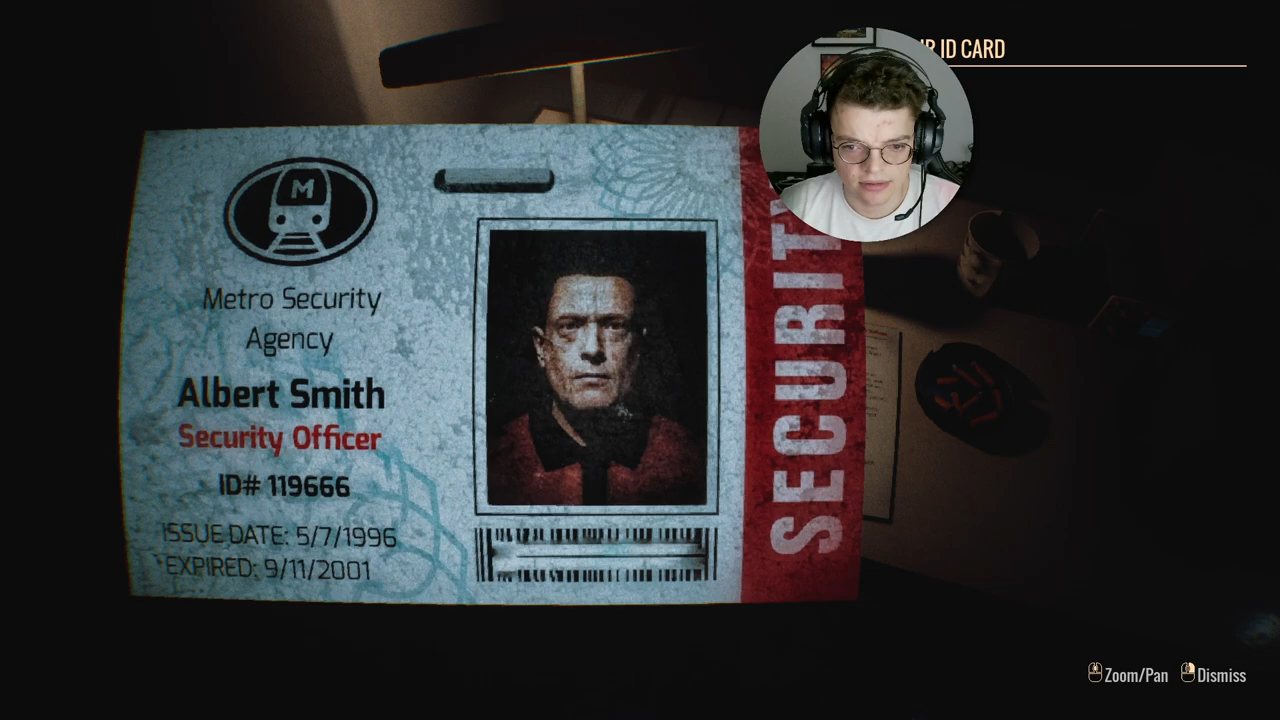 ID CARD
M
Metro Security
Agency
Albert Smith
Security Officer
ID# 119666
ISSUE DATE: 5/7/1996
EXPIRED: 9/11/2001
SECURITY
Zoom/Pan
Dismiss